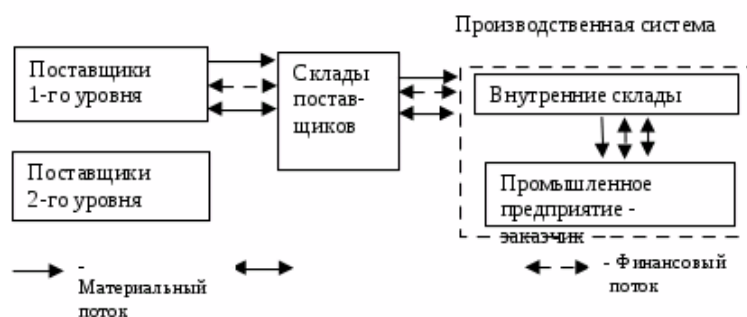 Производственная система
Поставщики
1-го уровня
Склады
постав-
щиков
Внутренние склады
Поставщики
2-го уровня
Промышленное
предприятие -
заказчик
-
Материальный
поток
- Финансовый
поток